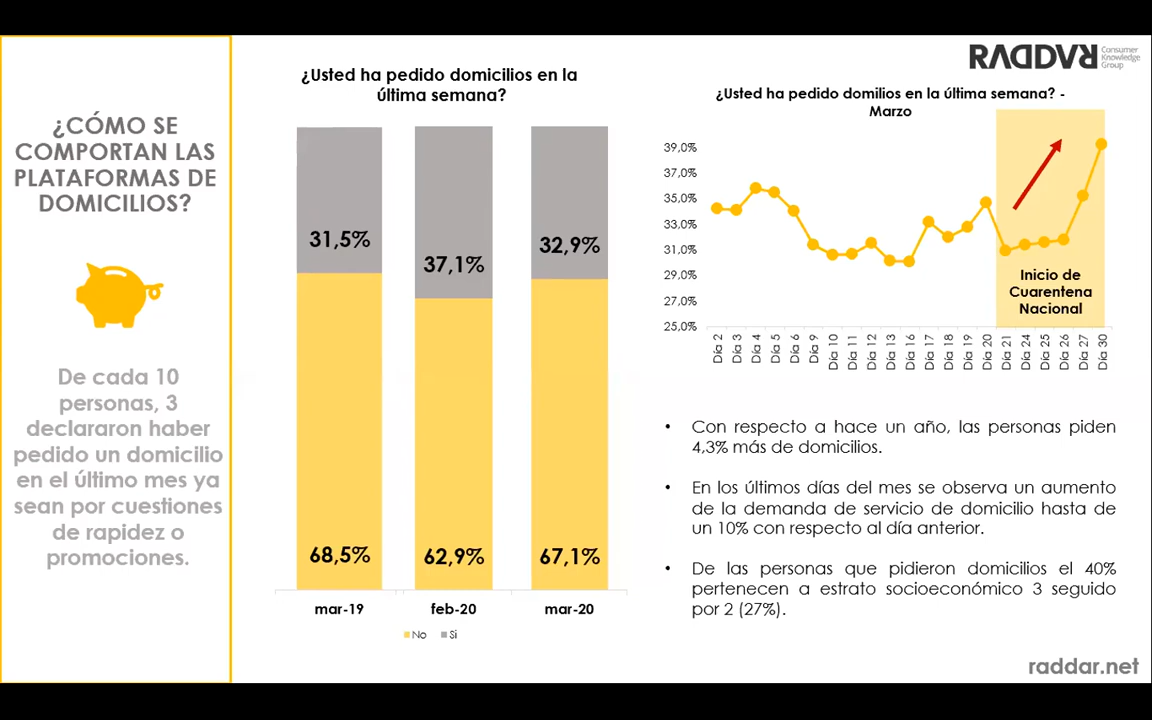 ¿CÓMO SE
COMPORTAN LAS
PLATAFORMAS DE
DOMICILIOS?
De cada 10
personas, 3
declararon haber
pedido un domicilio
en el último mes ya
sean por cuestiones
de rapidez o
promociones.
¿Usted ha pedido domicilios en la
última semana?
31,5%
37,1%
32,9%
68,5%
62,9%
67,1%
mar-19
feb-20
mar-20
No
Sí
RADDAR
Consumer
Knowledge
Group
¿Usted ha pedido domilios en la última semana? -
Marzo
39,0%
37,0%
35,0%
33,0%
31,0%
29,0%
27,0%
25,0%
Inicio de
Cuarentena
Nacional
Día 2
Día 3
Día 4
Día 5
Día 6
Día 9
Día 10
Día 11
Día 12
Día 13
Día 16
Día 17
Día 18
Día 19
Día 20
Día 21
Día 24
Día 25
Día 26
Día 27
Día 30
• Con respecto a hace un año, las personas piden
4,3% más de domicilios.
• En los últimos días del mes se observa un aumento
de la demanda de servicio de domicilio hasta de
un 10% con respecto al día anterior.
• De las personas que pidieron domicilios el 40%
pertenecen a estrato socioeconómico 3 seguido
por 2 (27%).
raddar.net